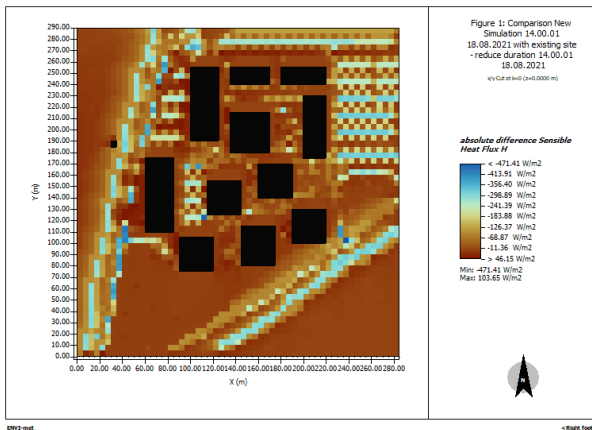 Figure 1: Comparison New
Simulation 14.00.01
18.08.2021 with existing site
- reduce duration 14.00.01
18.08.2021
x/y Cut at k=0 (z=0.0000 m)
absolute difference Sensible
Heat Flux H
< -471.41 W/m2
-413.91 W/m2
-356.40 W/m2
-298.89 W/m2
-241.39 W/m2
-183.88 W/m2
-126.37 W/m2
-68.87 W/m2
-11.36 W/m2
> 46.15 W/m2
Min: -471.41 W/m2
Max: 103.65 W/m2
N
290.00
280.00
270.00
260.00
250.00
240.00
230.00
220.00
210.00
200.00
190.00
180.00
170.00
160.00
150.00
140.00
130.00
120.00
110.00
100.00
90.00
80.00
70.00
60.00
50.00
40.00
30.00
20.00
10.00
0.00
Y (m)
0.00 20.00 40.00 60.00 80.00 100.00 120.00 140.00 160.00 180.00 200.00 220.00 240.00 260.00 280.00
X (m)
ENVI-met
<Right foot